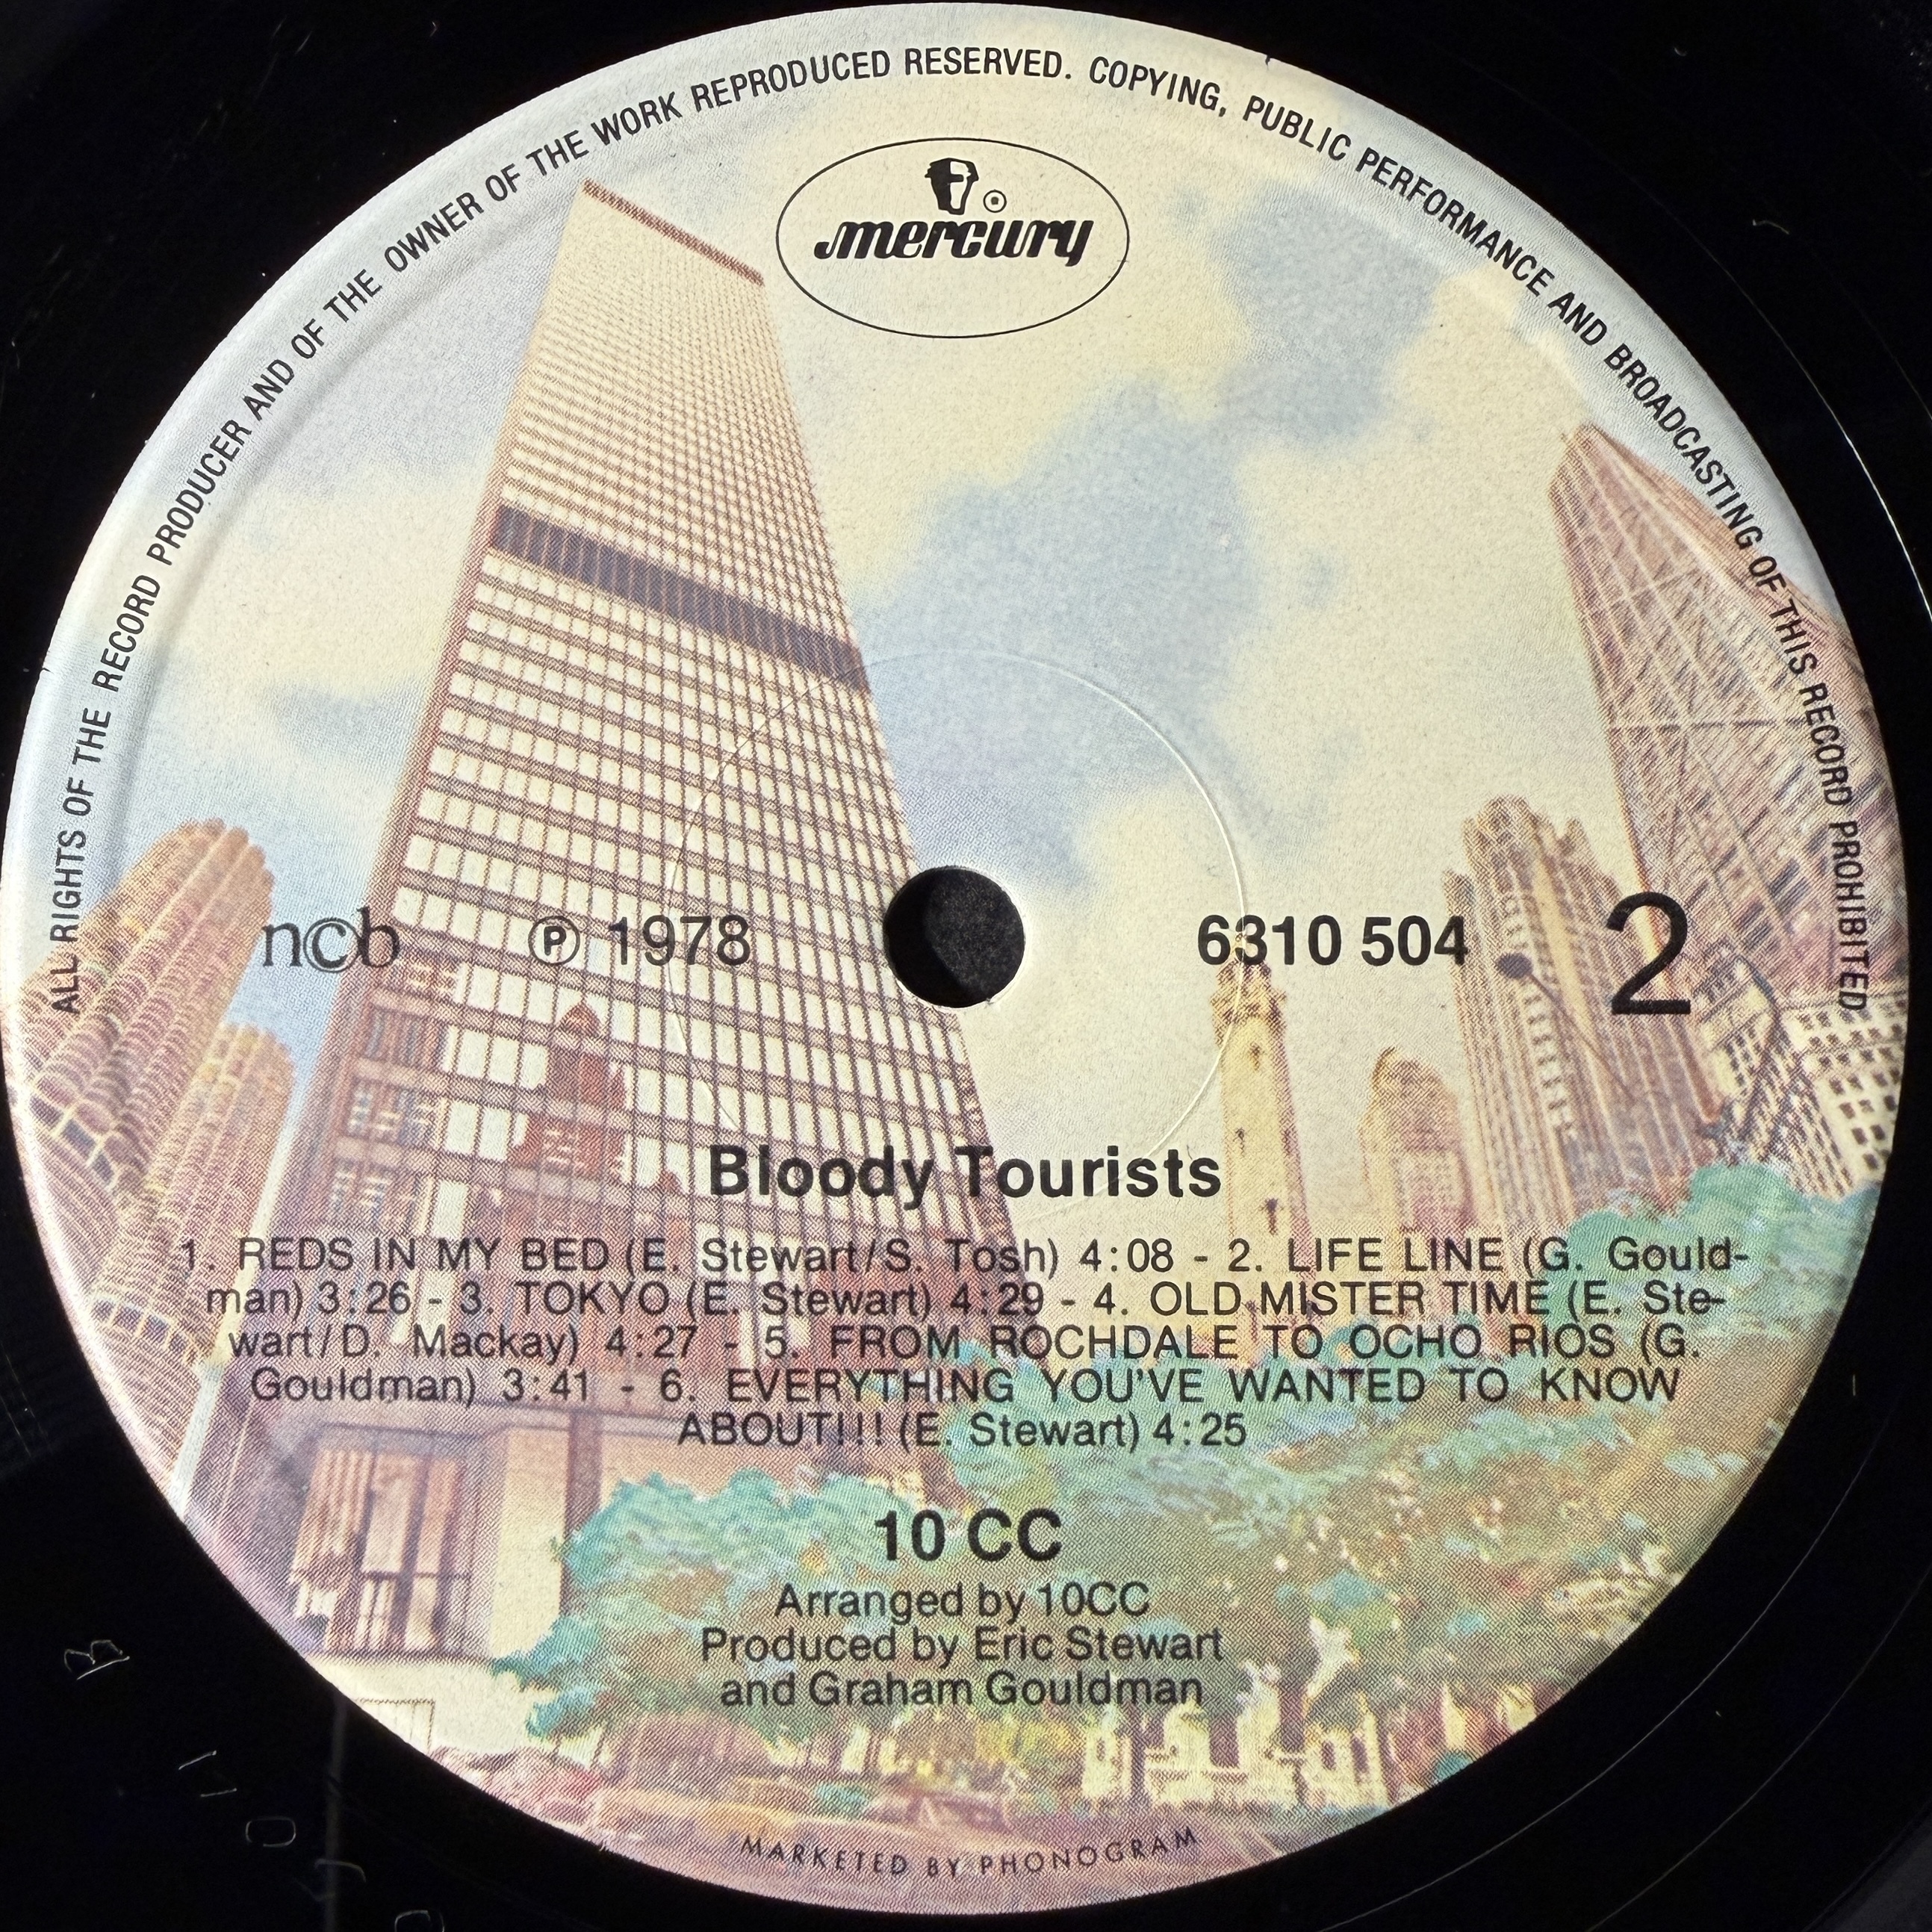 ALL RIGHTS OF THE RECORD PRODUCER AND OF THE OWNER OF THE WORK REPRODUCED RESERVED. COPYING, PUBLIC PERFORMANCE AND BROADCASTING OF THIS RECORD PROHIBITED
mercury
ncb ℗ 1978 6310 504 2
Bloody Tourists
1. REDS IN MY BED (E. Stewart/S. Tosh) 4:08 - 2. LIFE LINE (G. Gould-
man) 3:26 - 3. TOKYO (E. Stewart) 4:29 - 4. OLD MISTER TIME (E. Ste-
wart/D. Mackay) 4:27 - 5. FROM ROCHDALE TO OCHO RIOS (G.
Gouldman) 3:41 - 6. EVERYTHING YOU'VE WANTED TO KNOW
ABOUT!!! (E. Stewart) 4:25
10 CC
Arranged by 10CC
Produced by Eric Stewart
and Graham Gouldman
MARKETED BY PHONOGRAM